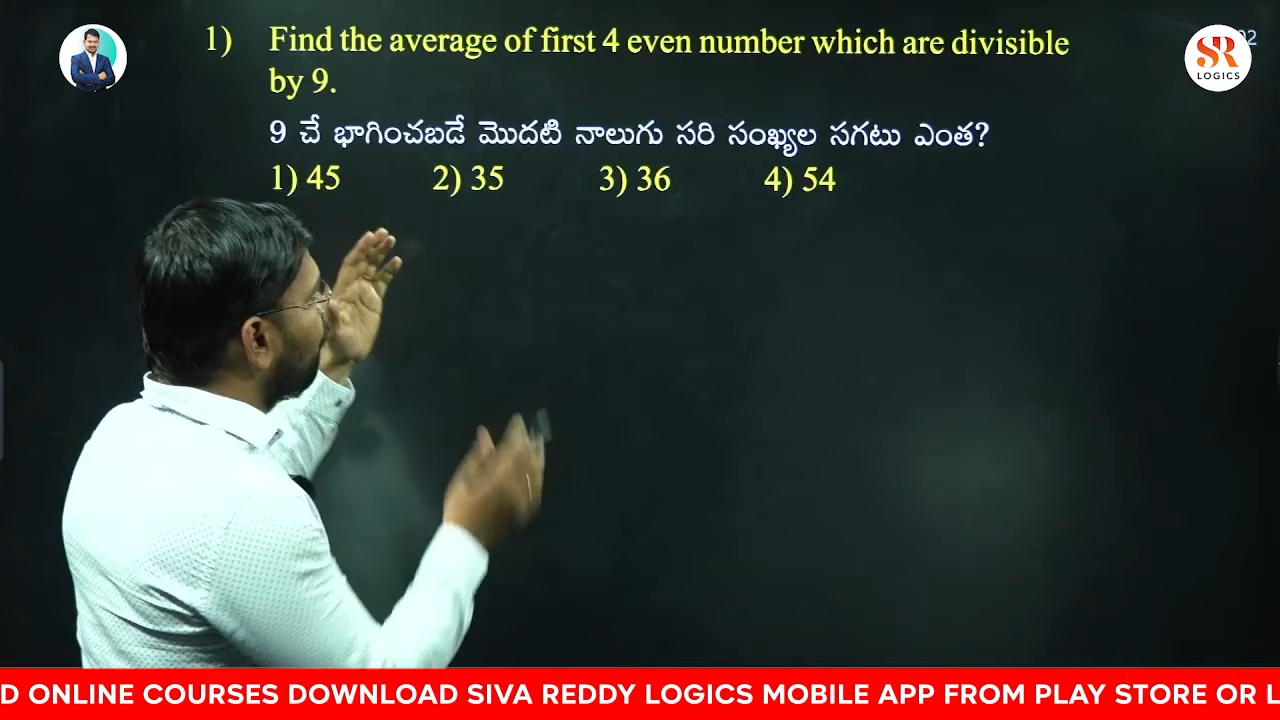 1) Find the average of first 4 even number which are divisible
by 9.
9 చే భాగించబడే మొదటి నాలుగు సరి సంఖ్యల సగటు ఎంత?
1) 45 2) 35 3) 36 4) 54
SR
LOGICS
D ONLINE COURSES DOWNLOAD SIVA REDDY LOGICS MOBILE APP FROM PLAY STORE OR L